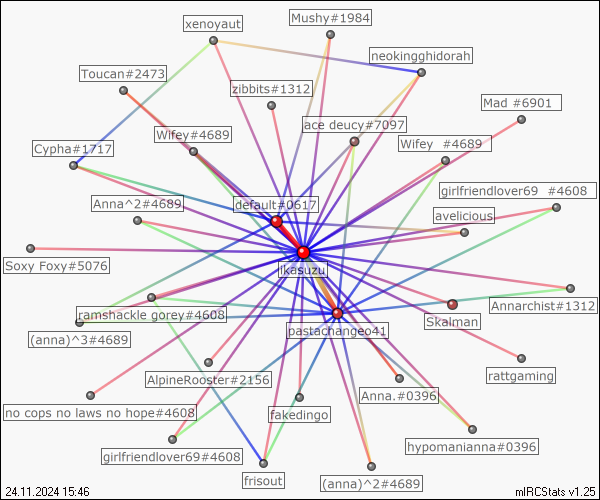 Mushy#1984
xenoyaut
neokingghidorah
Toucan#2473
zibbits#1312
Mad #6901
ace deucy#7097
Wifey#4689
Wifey #4689
Cypha#1717
girlfriendlover69 #4608
default#0617
Anna^2#4689
avelicious
Soxy Foxy#5076
ikasuzu
Annarchist#1312
ramshackle gorey#4608
Skalman
pastachangeo41
(anna)^3#4689
rattgaming
AlpineRooster#2156
Anna.#0396
no cops no laws no hope#4608
fakedingo
hypomanianna#0396
girlfriendlover69#4608
frisout
(anna)^2#4689
24.11.2024 15:46
mIRCStats v1.25